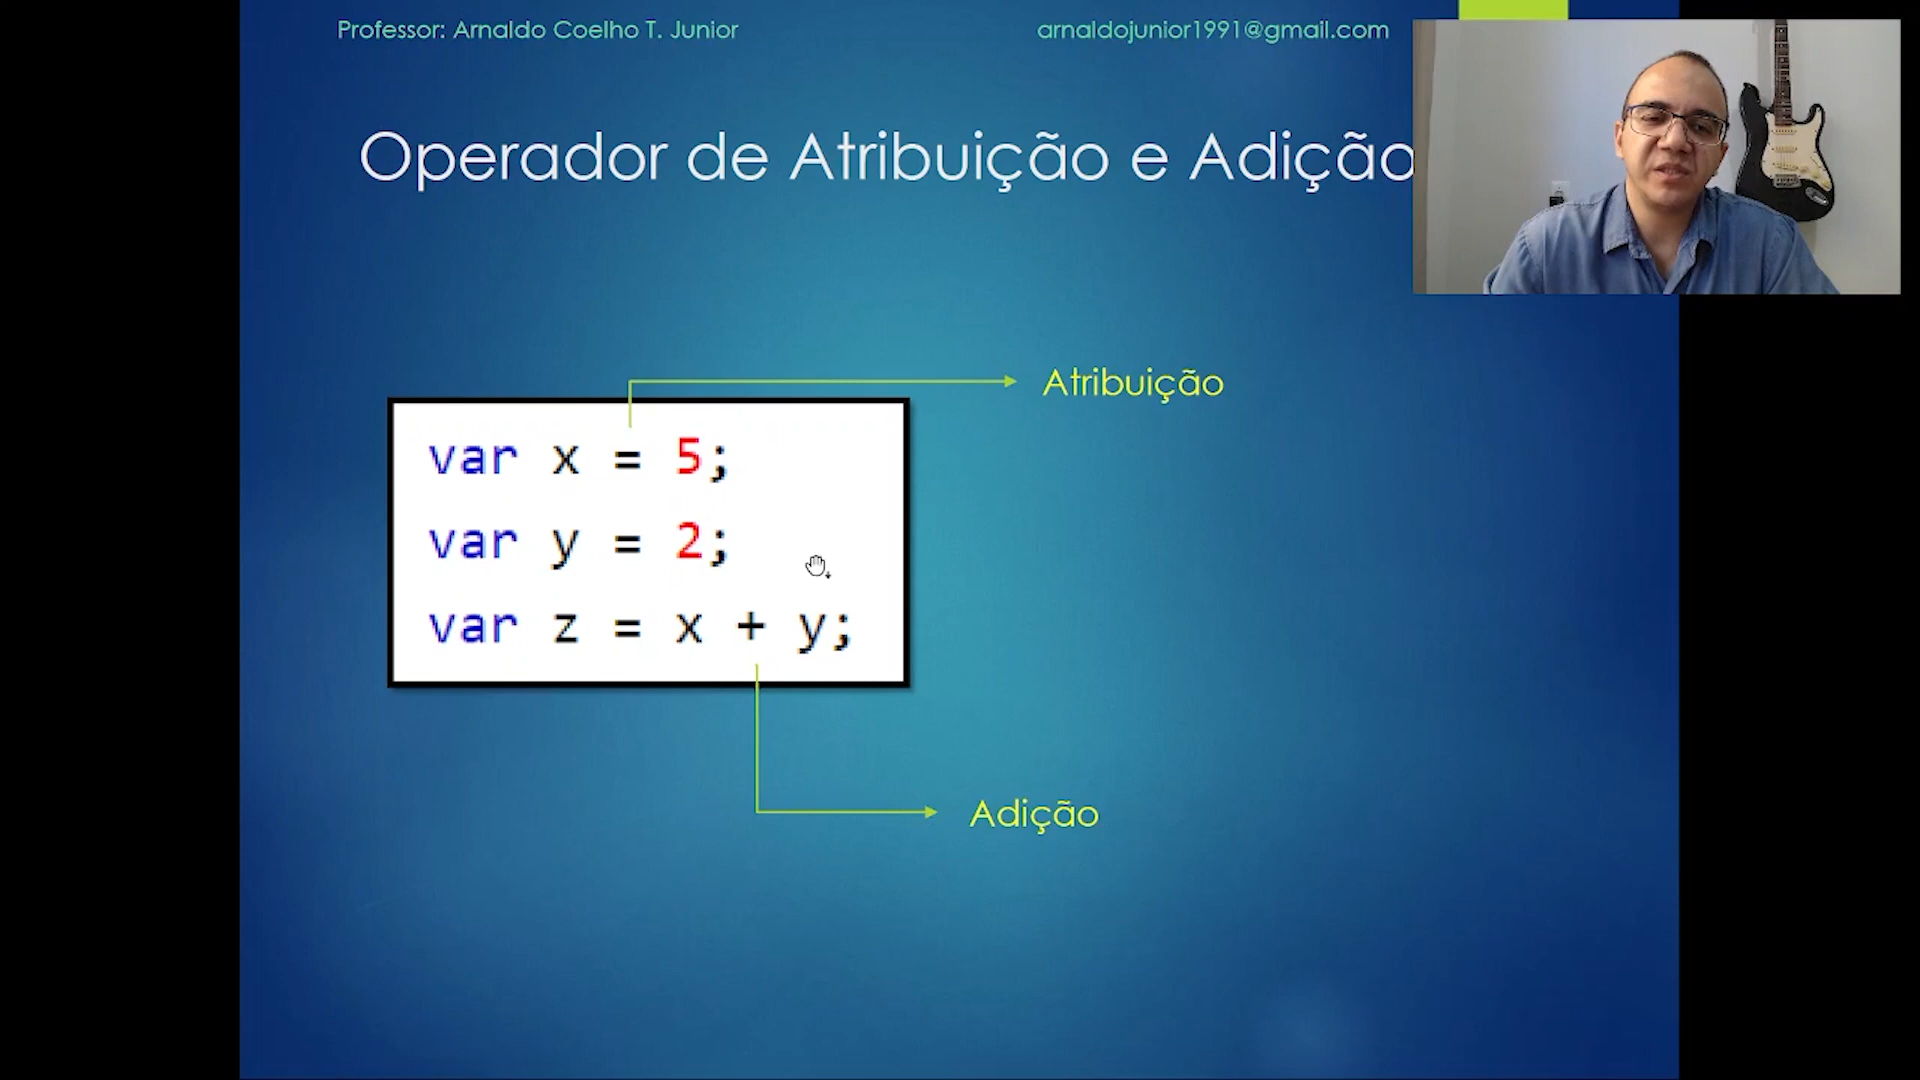 Professor: Arnaldo Coelho T. Junior
arnaldojunior1991@gmail.com
Operador de Atribuição e Adição
Atribuição
var x = 5;
var y = 2;
var z = x + y;
Adição